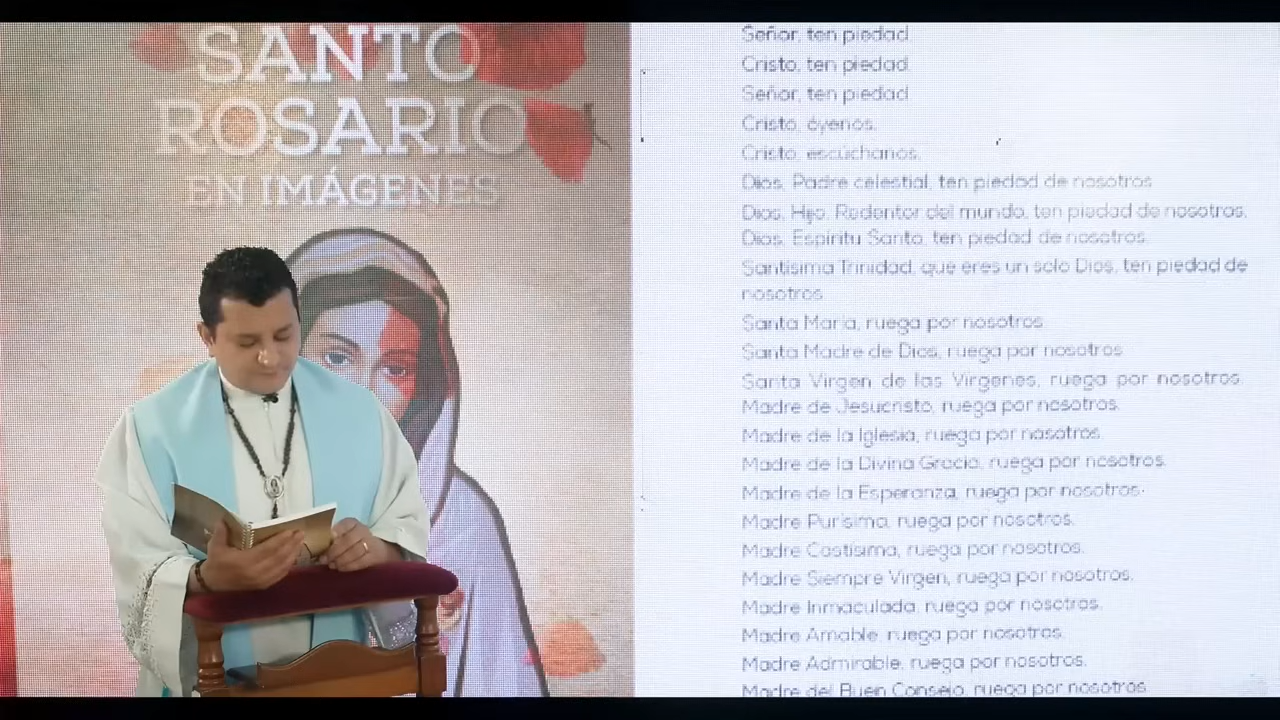 SANTO
ROSARIO
EN IMÁGENES
Señor, ten piedad.
Cristo, ten piedad.
Señor, ten piedad.
Cristo, óyenos.
Cristo, escúchanos.
Dios, Padre celestial, ten piedad de nosotros.
Dios, Hijo, Redentor del mundo, ten piedad de nosotros.
Dios, Espíritu Santo, ten piedad de nosotros.
Santísima Trinidad, que eres un solo Dios, ten piedad de
nosotros.
Santa María, ruega por nosotros.
Santa Madre de Dios, ruega por nosotros.
Santa Virgen de las Vírgenes, ruega por nosotros.
Madre de Jesucristo, ruega por nosotros.
Madre de la Iglesia, ruega por nosotros.
Madre de la Divina Gracia, ruega por nosotros.
Madre de la Esperanza, ruega por nosotros.
Madre Purísima, ruega por nosotros.
Madre Castísima, ruega por nosotros.
Madre Siempre Virgen, ruega por nosotros.
Madre Inmaculada, ruega por nosotros.
Madre Amable, ruega por nosotros.
Madre Admirable, ruega por nosotros.
Madre del Buen Consejo, ruega por nosotros.